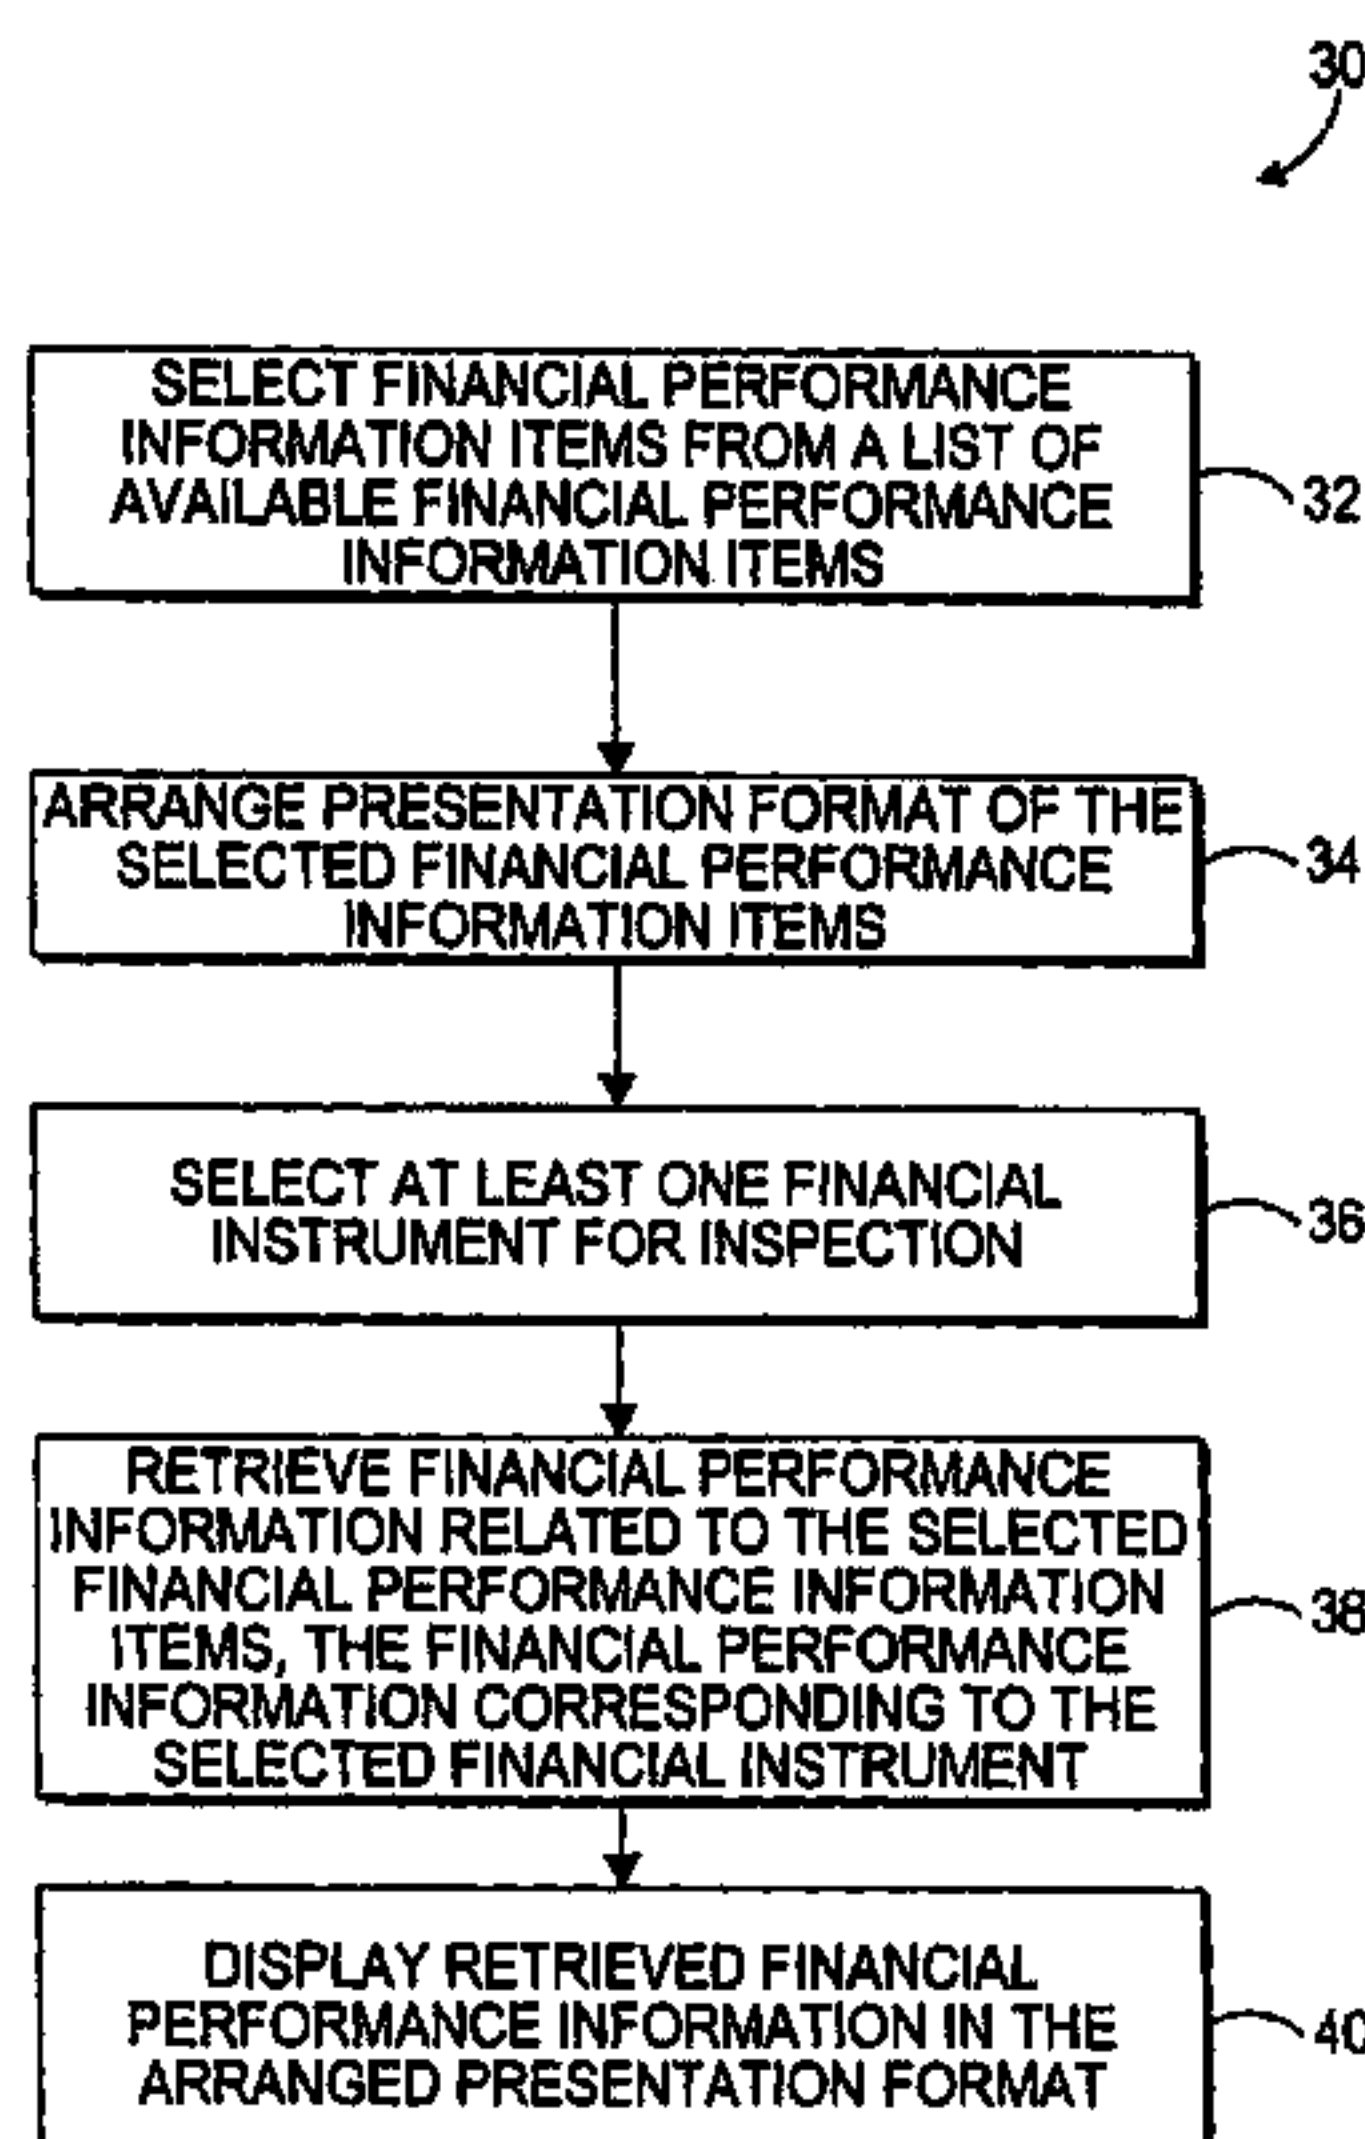 30
SELECT FINANCIAL PERFORMANCE
INFORMATION ITEMS FROM A LIST OF
AVAILABLE FINANCIAL PERFORMANCE
INFORMATION ITEMS
32
ARRANGE PRESENTATION FORMAT OF THE
SELECTED FINANCIAL PERFORMANCE
INFORMATION ITEMS
34
SELECT AT LEAST ONE FINANCIAL
INSTRUMENT FOR INSPECTION
36
RETRIEVE FINANCIAL PERFORMANCE
INFORMATION RELATED TO THE SELECTED
FINANCIAL PERFORMANCE INFORMATION
ITEMS, THE FINANCIAL PERFORMANCE
INFORMATION CORRESPONDING TO THE
SELECTED FINANCIAL INSTRUMENT
38
DISPLAY RETRIEVED FINANCIAL
PERFORMANCE INFORMATION IN THE
ARRANGED PRESENTATION FORMAT
40